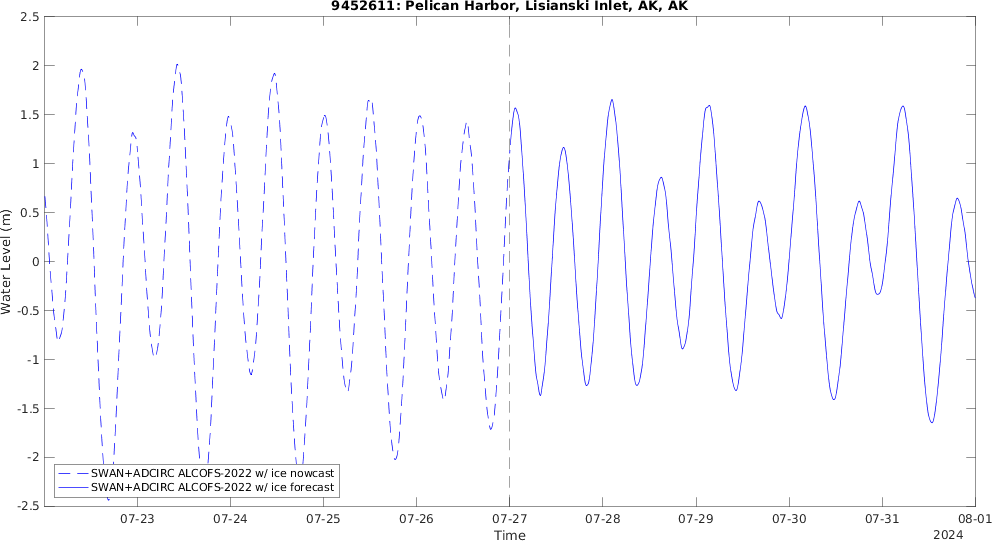 9452611: Pelican Harbor, Lisianski Inlet, AK, AK
2.5
2
1.5
1
0.5
0
-0.5
-1
-1.5
-2
-2.5
Water Level (m)
SWAN+ADCIRC ALCOFS-2022 w/ ice nowcast
SWAN+ADCIRC ALCOFS-2022 w/ ice forecast
07-23 07-24 07-25 07-26 07-27 07-28 07-29 07-30 07-31 08-01
Time
2024